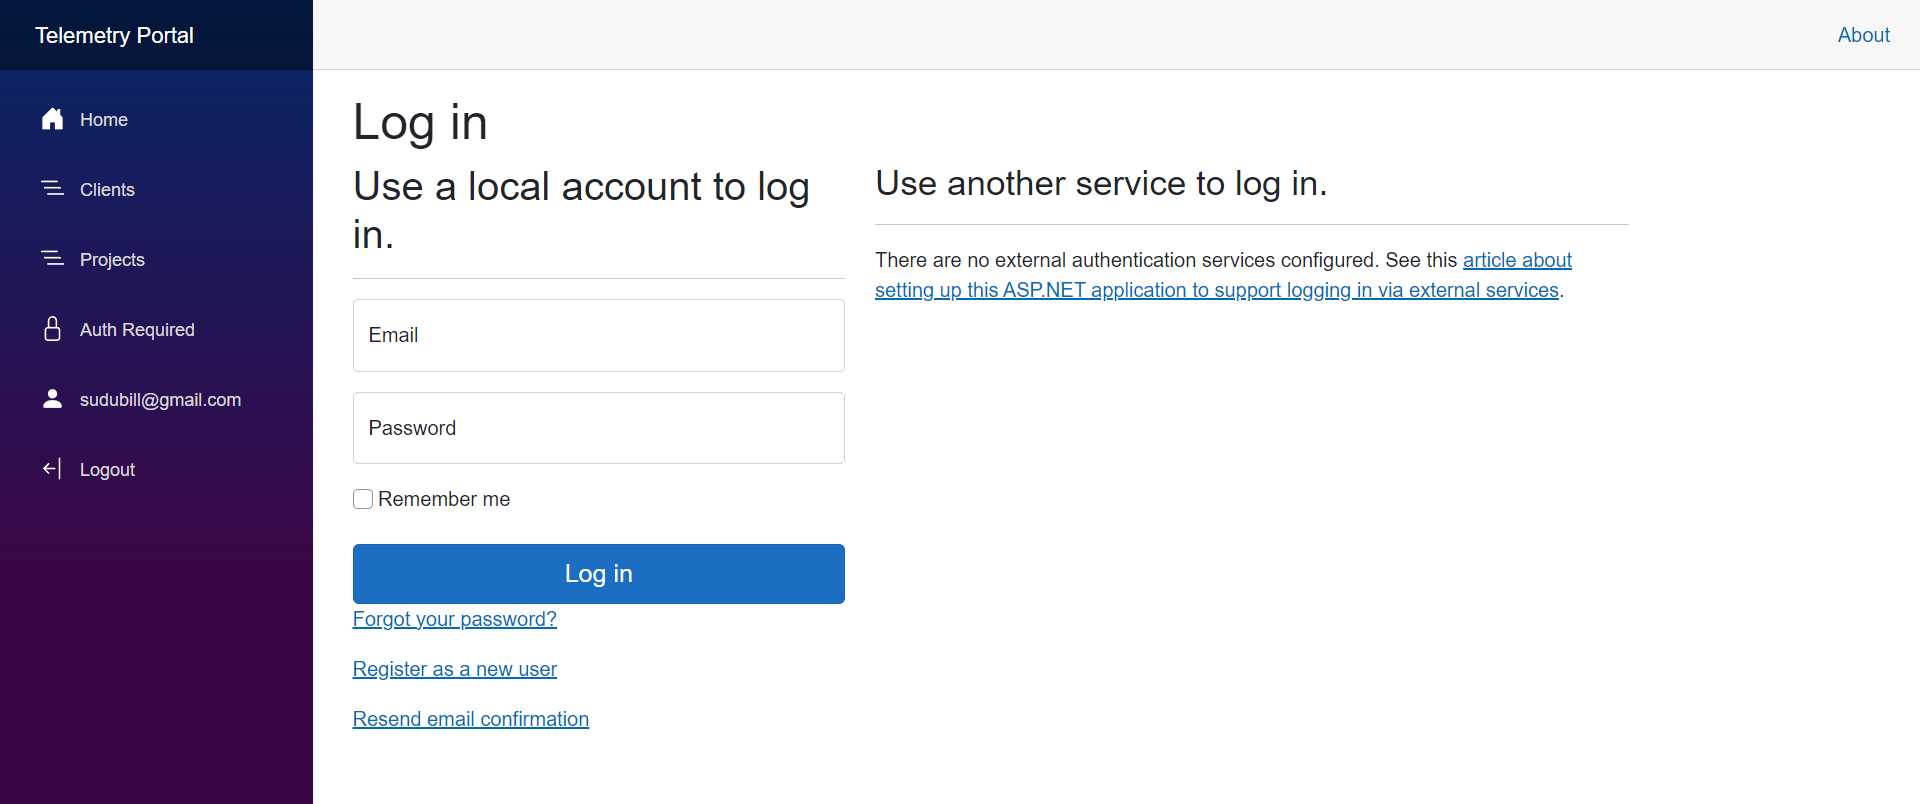 Telemetry Portal
About
Home
Clients
Projects
Auth Required
sudubill@gmail.com
Logout
Log in
Use a local account to log
in.
Email
Password
Remember me
Log in
Forgot your password?
Register as a new user
Resend email confirmation
Use another service to log in.
There are no external authentication services configured. See this article about
setting up this ASP.NET application to support logging in via external services.